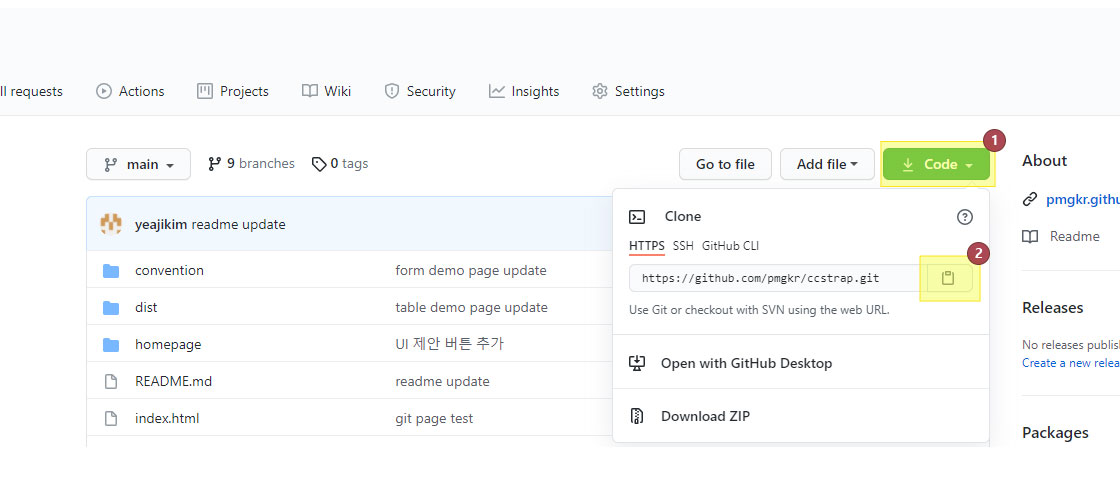 ll requests Actions Projects Wiki Security Insights Settings
main 9 branches 0 tags Go to file Add file Code 1
About
pmgkr.githu
Readme
Releases
No releases publish
Create a new relea
Packages
yeajikim readme update
convention form demo page update
dist table demo page update
homepage UI 제안 버튼 추가
README.md readme update
index.html git page test
Clone
HTTPS SSH GitHub CLI
2
https://github.com/pmgkr/ccstrap.git
Use Git or checkout with SVN using the web URL.
Open with GitHub Desktop
Download ZIP